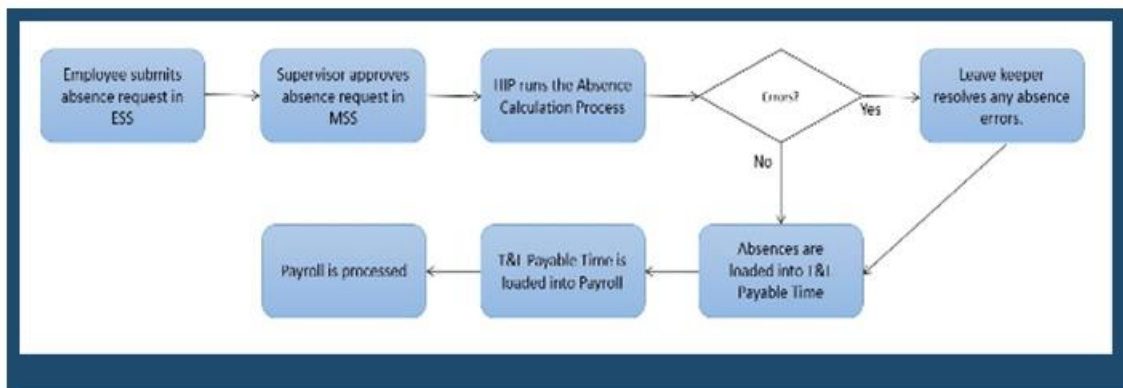 Employee submits
absence request in
ESS
Supervisor approves
absence request in
MSS
HIP runs the Absence
Calculation Process
Errors?
Yes
Leave keeper
resolves any absence
errors.
No
Payroll is processed
T&L Payable Time is
loaded into Payroll
Absences are
loaded into T&L
Payable Time